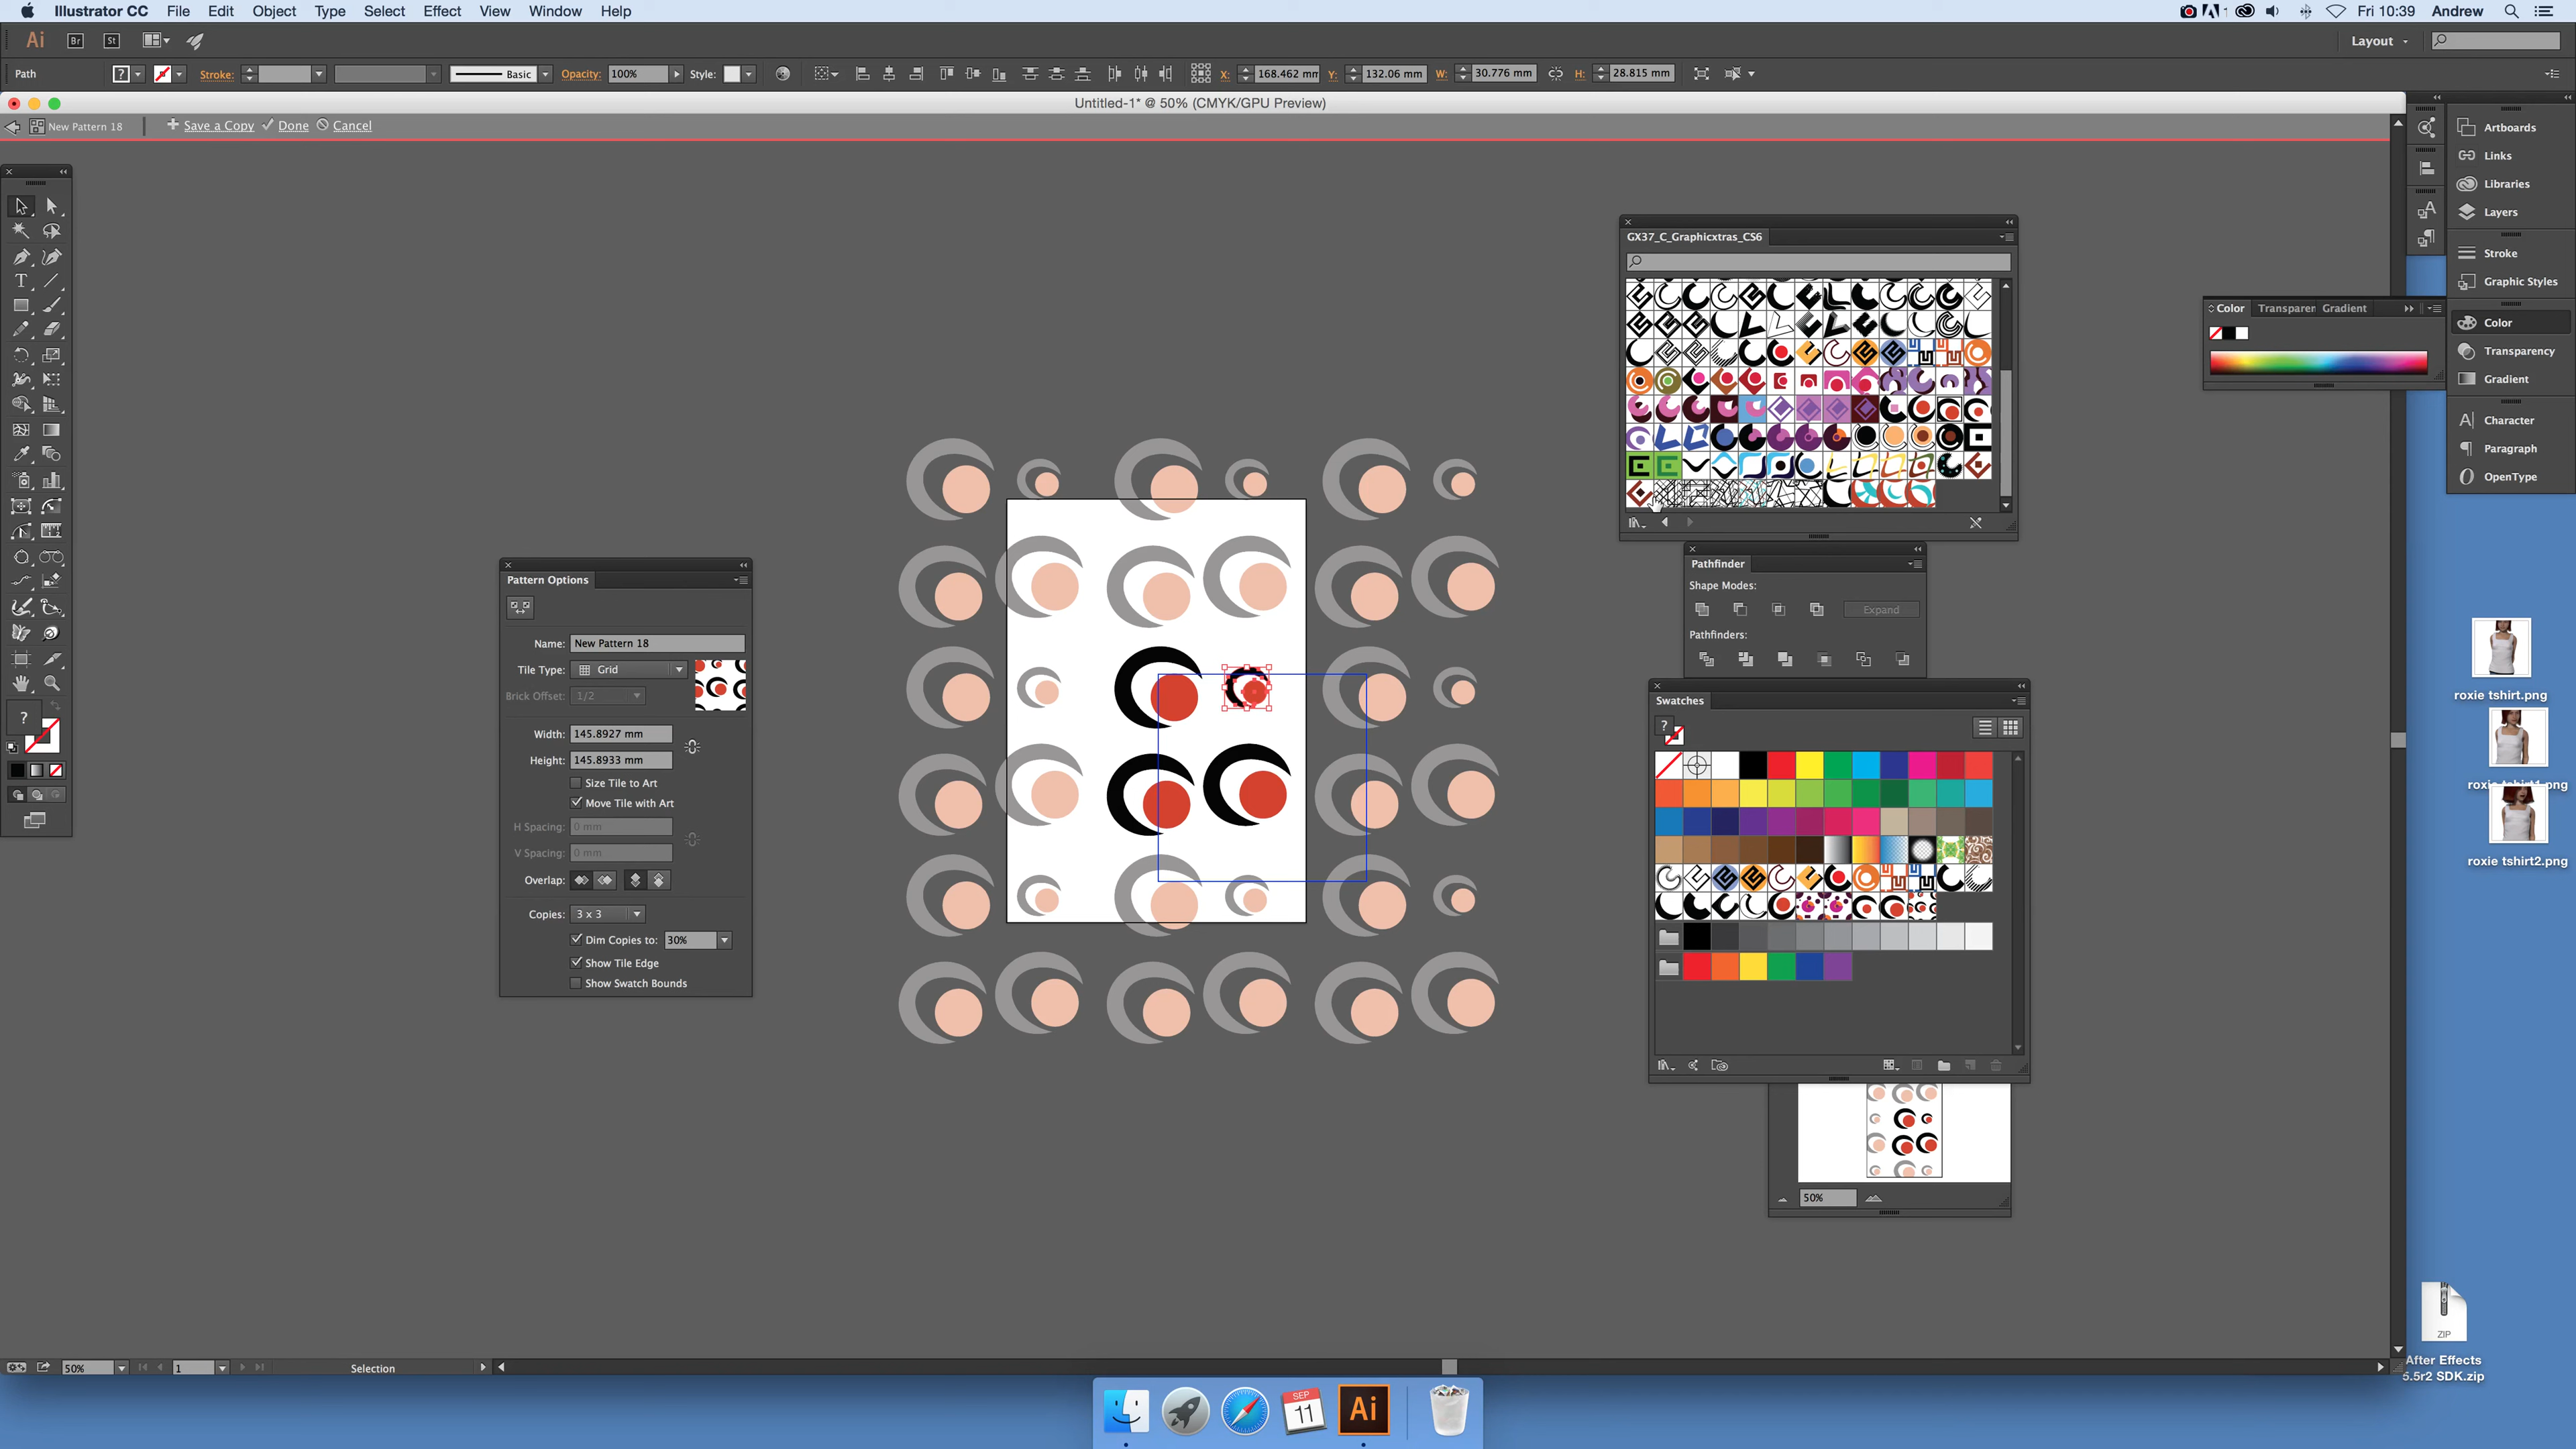 Illustrator CC File Edit Object Type Select Effect View Window Help Fri 10:39 Andrew
Ai Br St Layout
Path ? Stroke: Basic Opacity: 100% Style: X: 168.462 mm Y: 132.06 mm W: 30.776 mm H: 28.815 mm
Untitled-1* @ 50% (CMYK/GPU Preview)
New Pattern 18 Save a Copy Done Cancel
Artboards
Links
Libraries
Layers
Stroke
Graphic Styles
Color
Transparency
Gradient
Character
Paragraph
OpenType
Color Transparen Gradient
GX37_C_Graphicxtras_CS6
Pathfinder
Shape Modes:
Expand
Pathfinders:
Pattern Options
Name: New Pattern 18
Tile Type: Grid
Brick Offset: 1/2
Width: 145.8927 mm
Height: 145.8933 mm
Size Tile to Art
Move Tile with Art
H Spacing: 0 mm
V Spacing: 0 mm
Overlap:
Copies: 3 x 3
Dim Copies to: 30%
Show Tile Edge
Show Swatch Bounds
Swatches
?
50%
roxie tshirt.png
roxie tshirt2.png
ZIP
After Effects
5.5r2 SDK.zip
50% 1 Selection
SEP
11
Ai